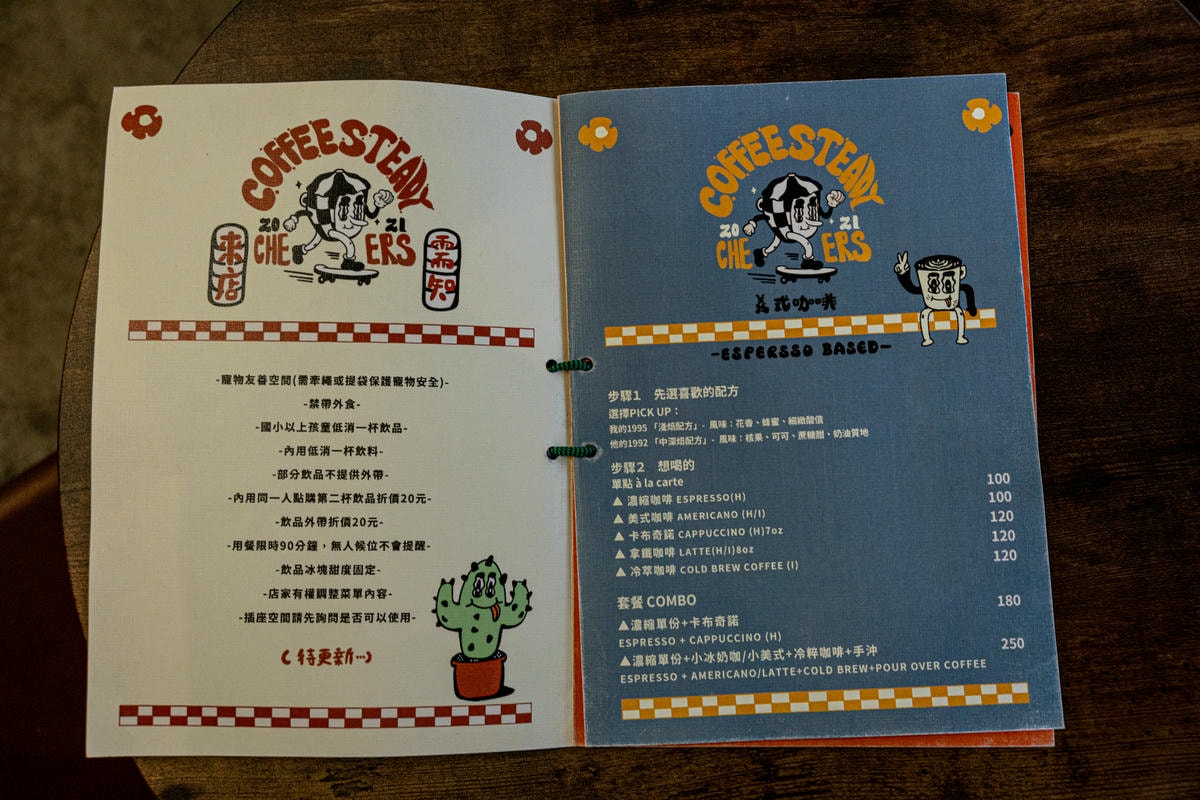 COFFEE STEADY
20 21
CHEERS
來店
需知
-寵物友善空間(需牽繩或提袋保護寵物安全)-
-禁帶外食-
-國小以上孩童低消一杯飲品-
-內用低消一杯飲料-
-部分飲品不提供外帶-
-內用同一人點購第二杯飲品折價20元-
-飲品外帶折價20元-
-用餐限時90分鐘，無人候位不會提醒-
-飲品冰塊甜度固定-
-店家有權調整菜單內容-
-插座空間請先詢問是否可以使用-
(待更新…)
COFFEE STEADY
20 21
CHEERS
義式咖啡
-ESPERSSO BASED-
步驟1 先選喜歡的配方
選擇PICK UP：
我的1995「淺焙配方」- 風味：花香、蜂蜜、細緻酸值
他的1992「中深焙配方」- 風味：核果、可可、蔗糖甜、奶油質地
步驟2 想喝的
單點 à la carte
▲ 濃縮咖啡 ESPRESSO(H) 100
▲ 美式咖啡 AMERICANO (H/I) 100
▲ 卡布奇諾 CAPPUCCINO (H)7oz 120
▲ 拿鐵咖啡 LATTE(H/I)8oz 120
▲ 冷萃咖啡 COLD BREW COFFEE (I) 120
套餐 COMBO
▲濃縮單份+卡布奇諾 180
ESPRESSO + CAPPUCCINO (H)
▲濃縮單份+小冰奶咖/小美式+冷粹咖啡+手沖 250
ESPRESSO + AMERICANO/LATTE+COLD BREW+POUR OVER COFFEE